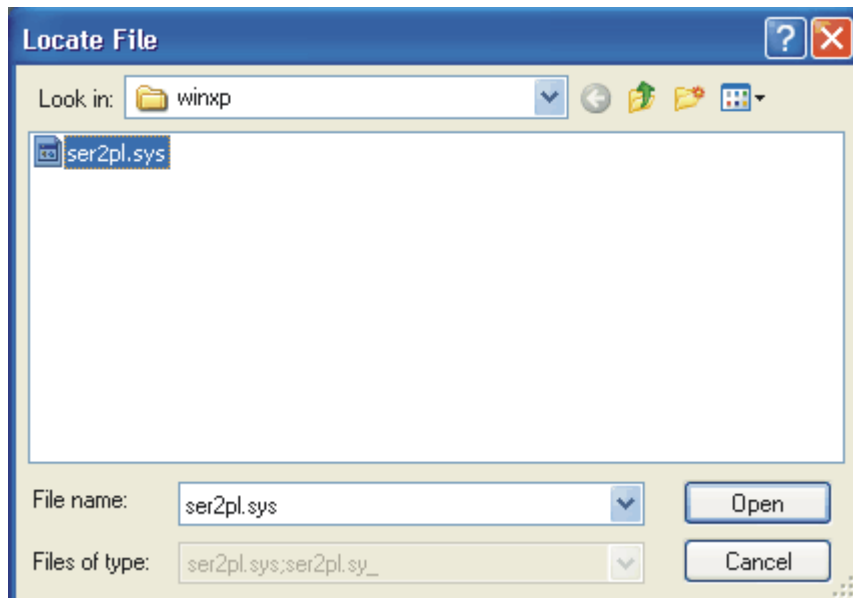 Locate File
Look in: winxp
ser2pl.sys
File name: ser2pl.sys Open
Files of type: ser2pl.sys;ser2pl.sy_ Cancel